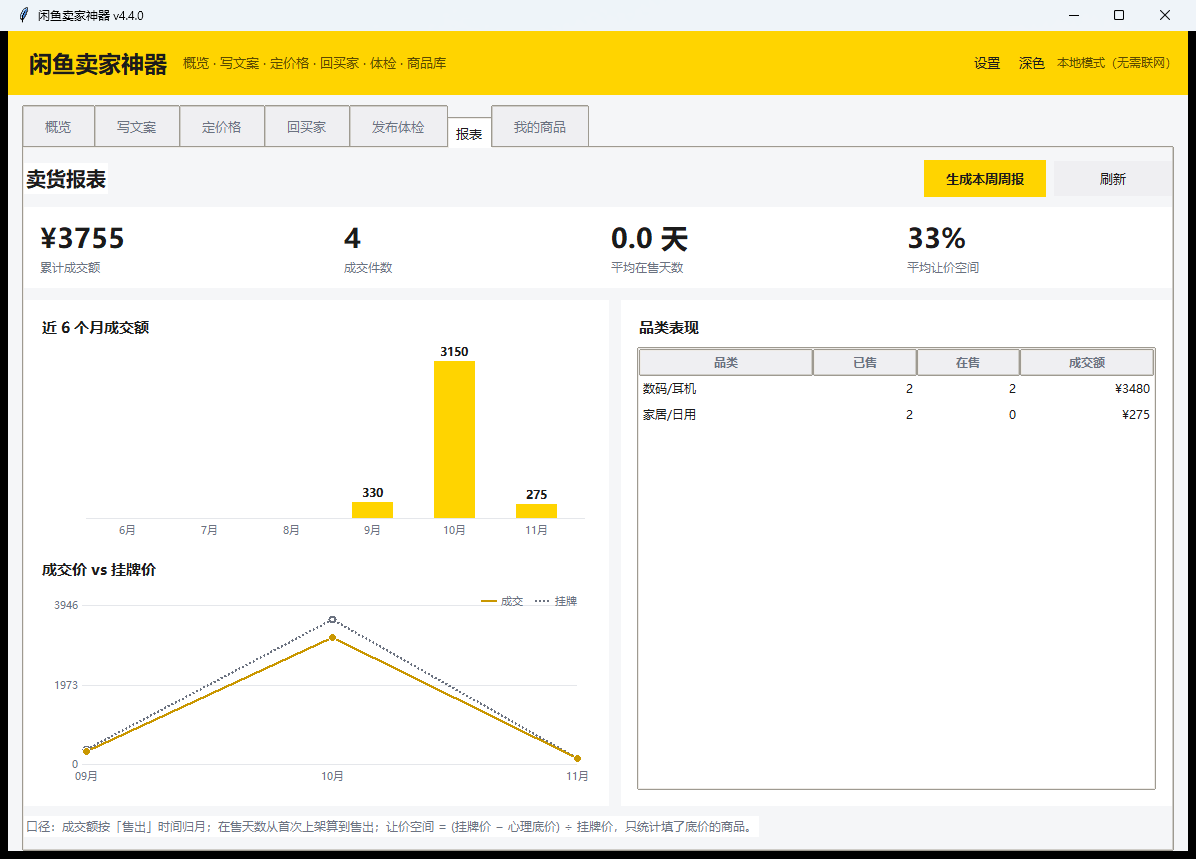 闲鱼卖家神器 v4.4.0
闲鱼卖家神器 概览 · 写文案 · 定价格 · 回买家 · 体检 · 商品库 设置 深色 本地模式（无需联网）
概览 写文案 定价格 回买家 发布体检 报表 我的商品
卖货报表 生成本周周报 刷新
¥3755 4 0.0 天 33%
累计成交额 成交件数 平均在售天数 平均让价空间
近 6 个月成交额
3150
330
275
6月 7月 8月 9月 10月 11月
成交价 vs 挂牌价
成交 挂牌
3946
1973
0
09月 10月 11月
品类表现
品类 已售 在售 成交额
数码/耳机 2 2 ¥3480
家居/日用 2 0 ¥275
口径：成交额按「售出」时间归月；在售天数从首次上架算到售出；让价空间 = (挂牌价 − 心理底价) ÷ 挂牌价，只统计填了底价的商品。